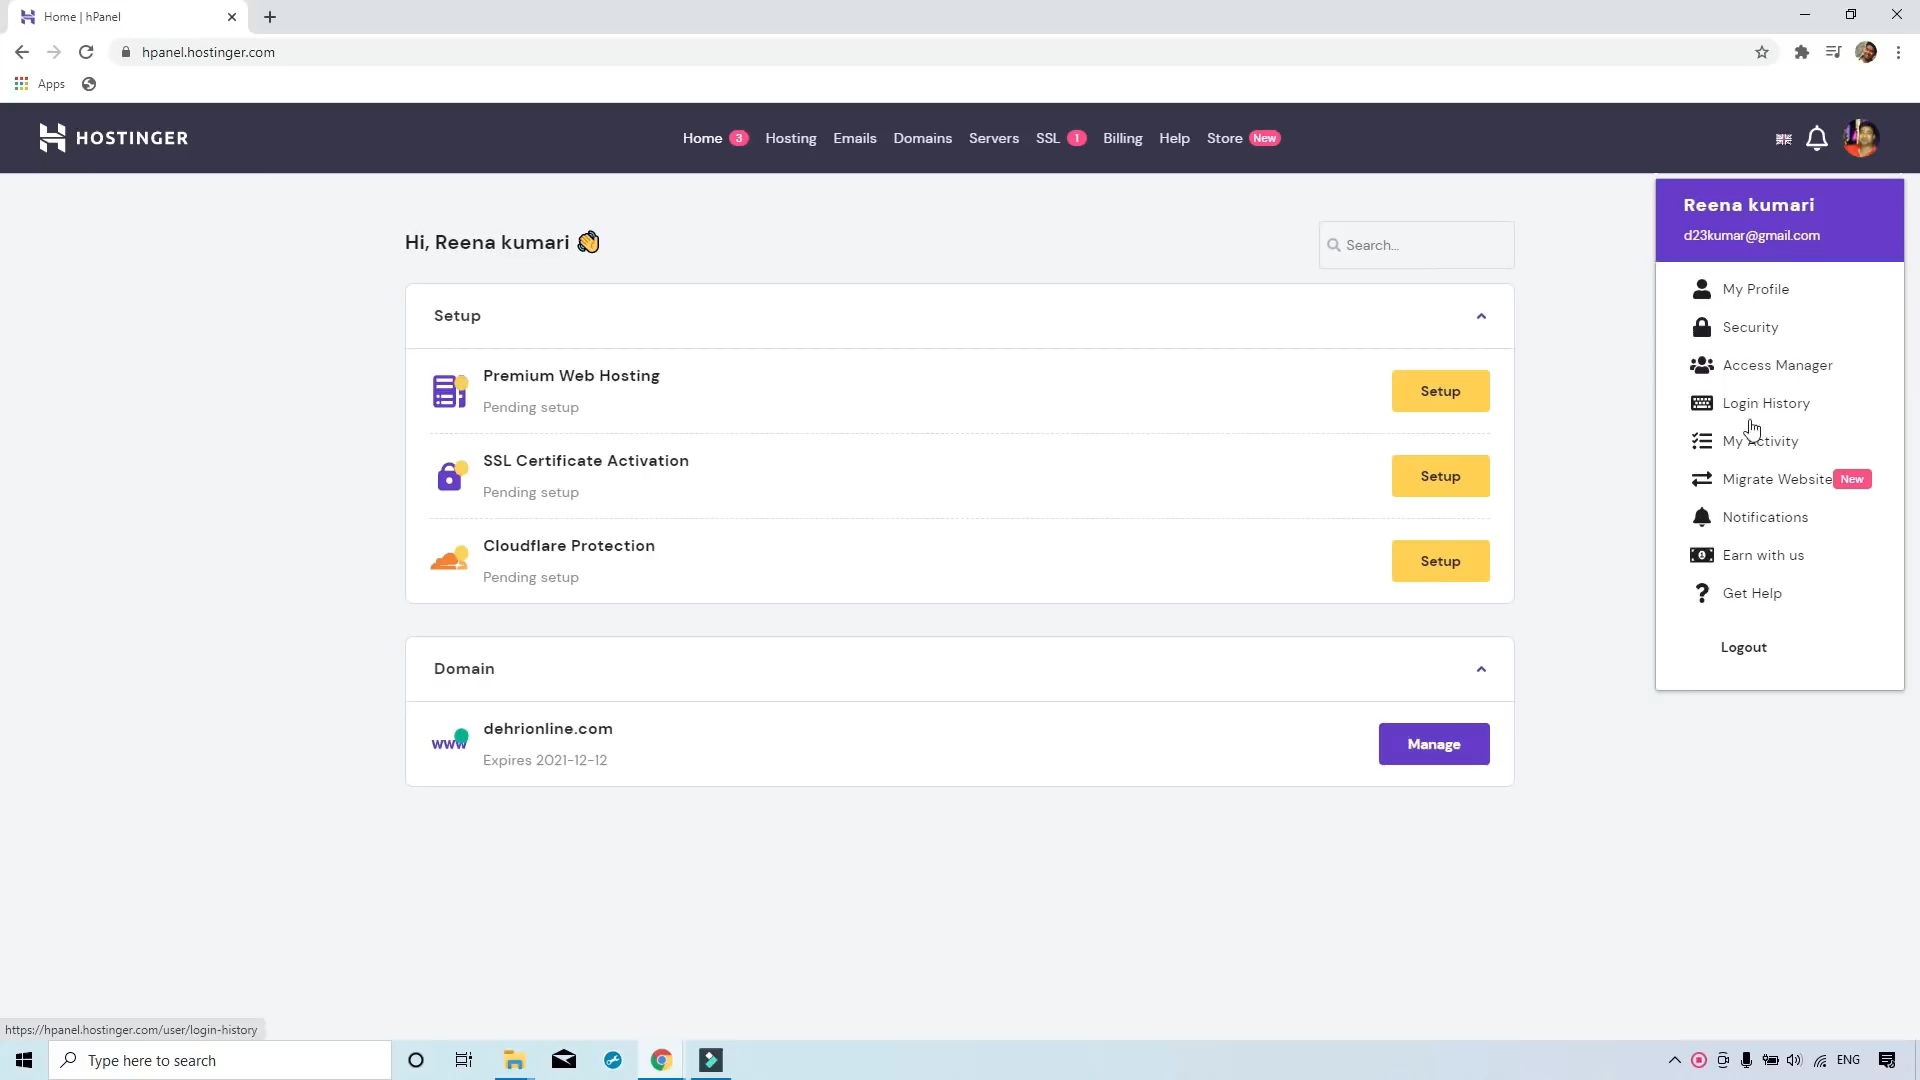 Home | hPanel
hpanel.hostinger.com
Apps
HOSTINGER
Home 3 Hosting Emails Domains Servers SSL 1 Billing Help Store New
Reena kumari
d23kumar@gmail.com
My Profile
Security
Access Manager
Login History
My Activity
Migrate Website New
Notifications
Earn with us
Get Help
Logout
Hi, Reena kumari
Search...
Setup
Premium Web Hosting
Pending setup
Setup
SSL Certificate Activation
Pending setup
Setup
Cloudflare Protection
Pending setup
Setup
Domain
www
dehrionline.com
Expires 2021-12-12
Manage
https://hpanel.hostinger.com/user/login-history
Type here to search
ENG